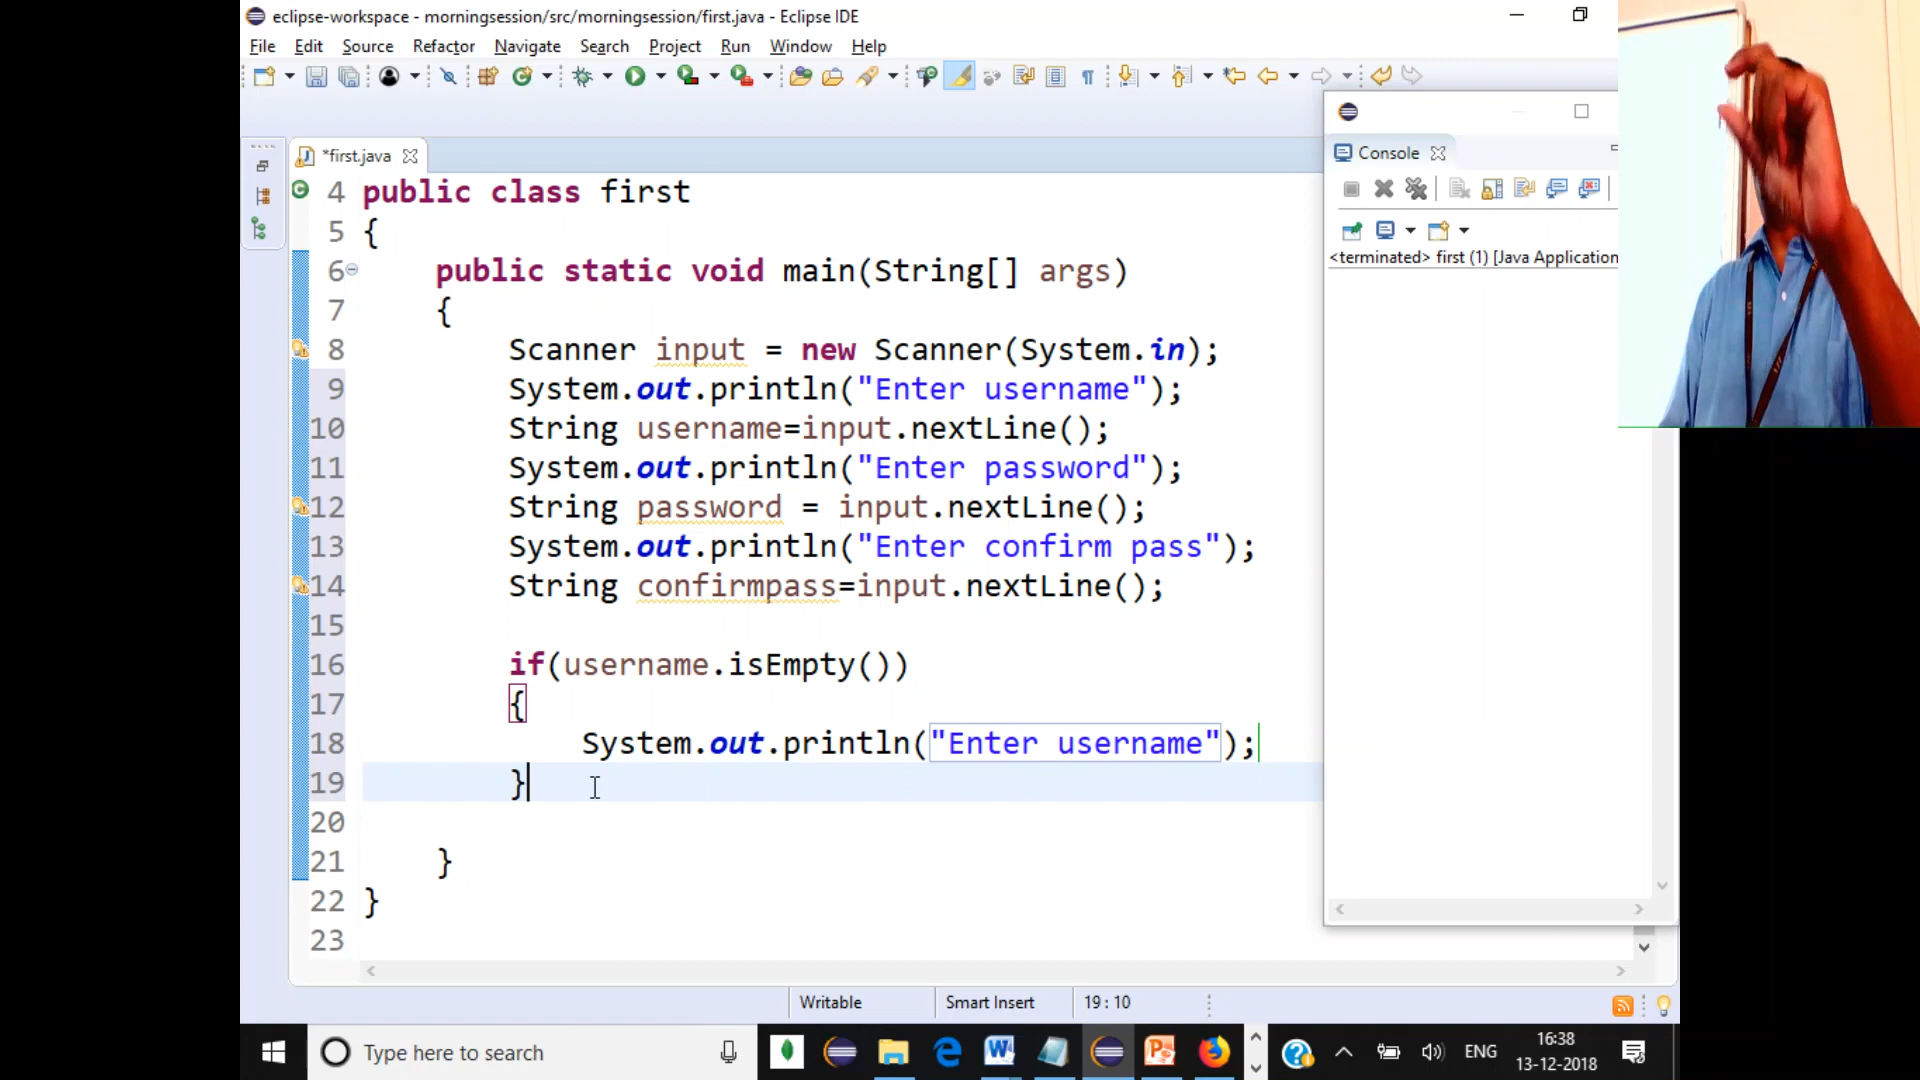 eclipse-workspace - morningsession/src/morningsession/first.java - Eclipse IDE
File Edit Source Refactor Navigate Search Project Run Window Help
*first.java
Console
<terminated> first (1) [Java Application
4 public class first
5 {
6 public static void main(String[] args)
7 {
8 Scanner input = new Scanner(System.in);
9 System.out.println("Enter username");
10 String username=input.nextLine();
11 System.out.println("Enter password");
12 String password = input.nextLine();
13 System.out.println("Enter confirm pass");
14 String confirmpass=input.nextLine();
15
16 if(username.isEmpty())
17 {
18 System.out.println("Enter username");
19 }
20
21 }
22 }
23
Writable Smart Insert 19 : 10
Type here to search
ENG
16:38
13-12-2018